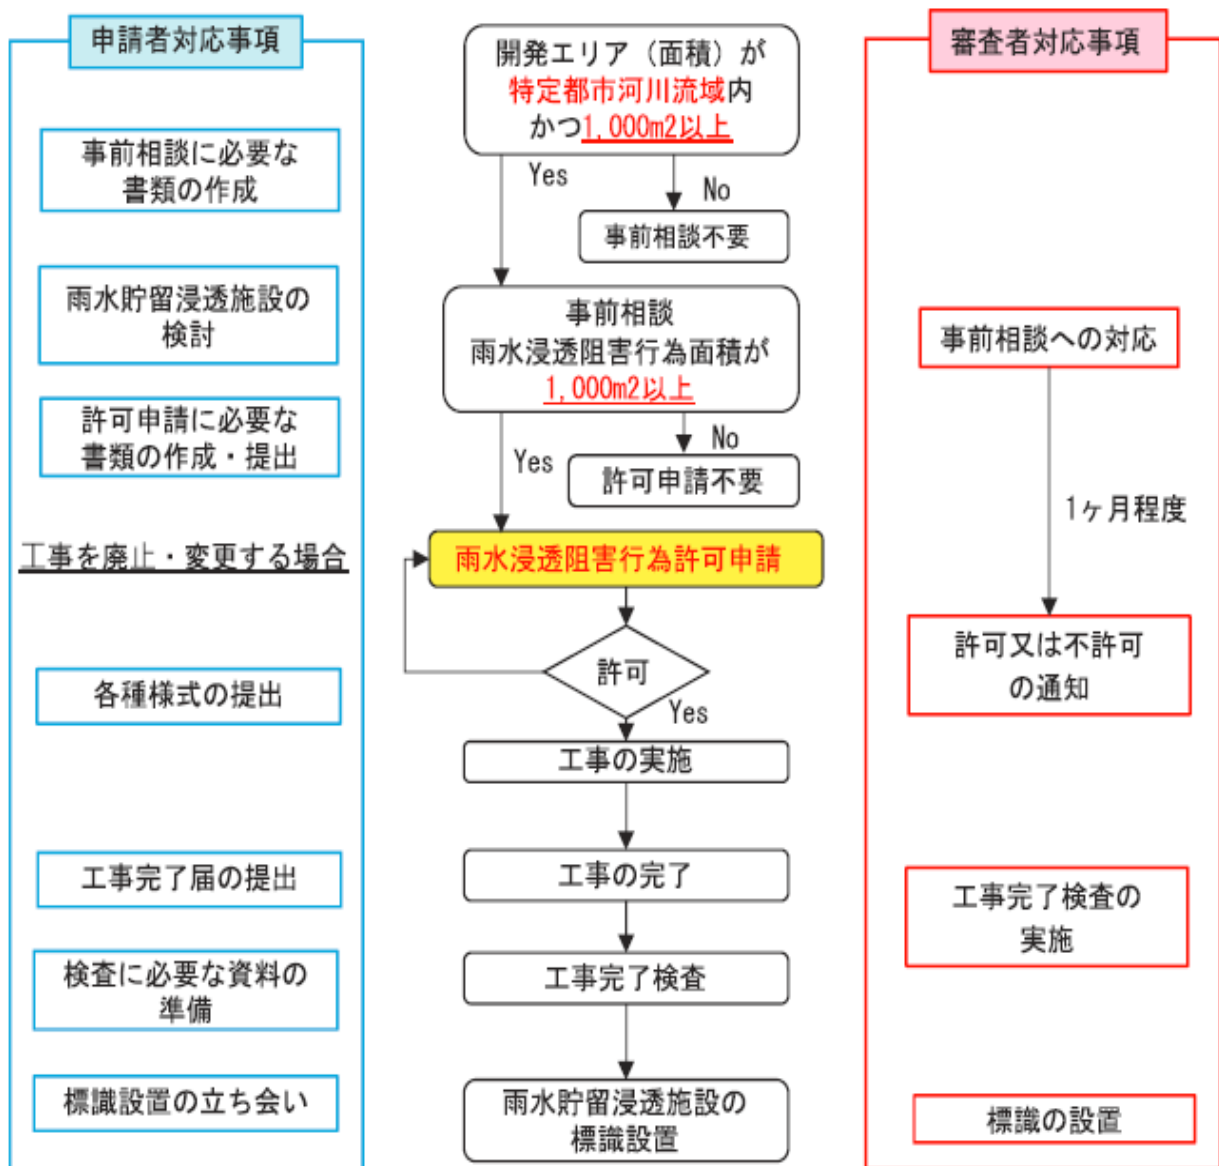 申請者対応事項
事前相談に必要な
書類の作成
雨水貯留浸透施設の
検討
許可申請に必要な
書類の作成・提出
工事を廃止・変更する場合
各種様式の提出
工事完了届の提出
検査に必要な資料の
準備
標識設置の立ち会い
開発エリア（面積）が
特定都市河川流域内
かつ1,000m2以上
Yes
No
事前相談不要
事前相談
雨水浸透阻害行為面積が
1,000m2以上
Yes
No
許可申請不要
雨水浸透阻害行為許可申請
許可
Yes
工事の実施
工事の完了
工事完了検査
雨水貯留浸透施設の
標識設置
審査者対応事項
事前相談への対応
1ヶ月程度
許可又は不許可
の通知
工事完了検査の
実施
標識の設置